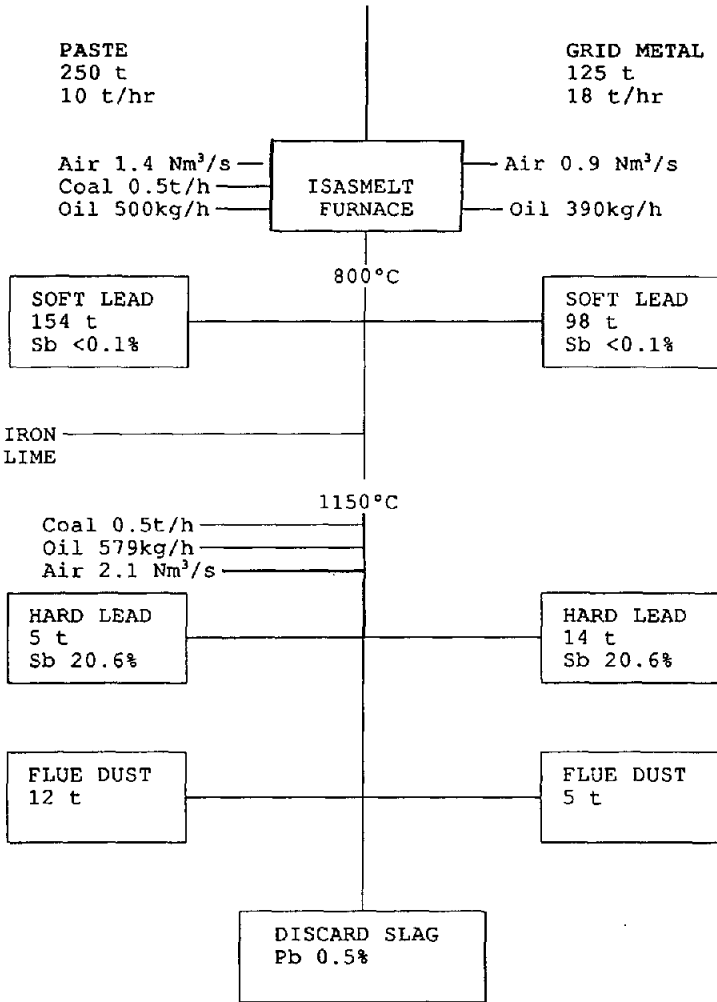 PASTE
250 t
10 t/hr
GRID METAL
125 t
18 t/hr
Air 1.4 Nm³/s
Coal 0.5t/h
Oil 500kg/h
ISASMELT
FURNACE
Air 0.9 Nm³/s
Oil 390kg/h
800°C
SOFT LEAD
154 t
Sb <0.1%
SOFT LEAD
98 t
Sb <0.1%
IRON
LIME
1150°C
Coal 0.5t/h
Oil 579kg/h
Air 2.1 Nm³/s
HARD LEAD
5 t
Sb 20.6%
HARD LEAD
14 t
Sb 20.6%
FLUE DUST
12 t
FLUE DUST
5 t
DISCARD SLAG
Pb 0.5%